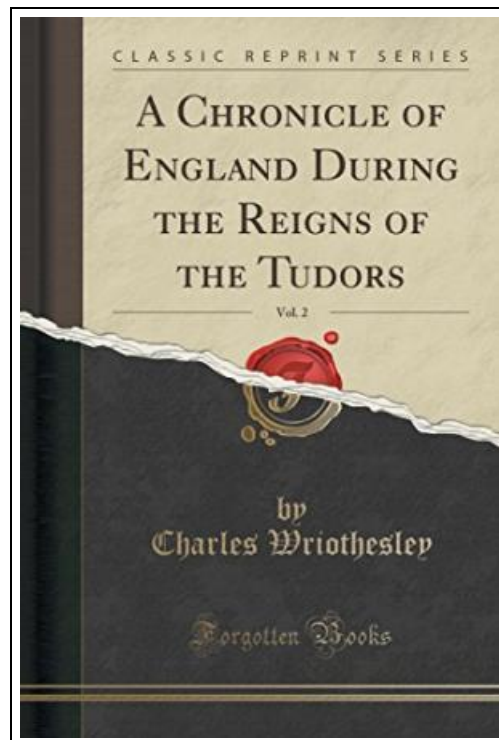 CLASSIC REPRINT SERIES
A CHRONICLE OF
ENGLAND DURING
THE REIGNS OF
THE TUDORS
Vol. 2
by
Charles Wriothesley
Forgotten Books